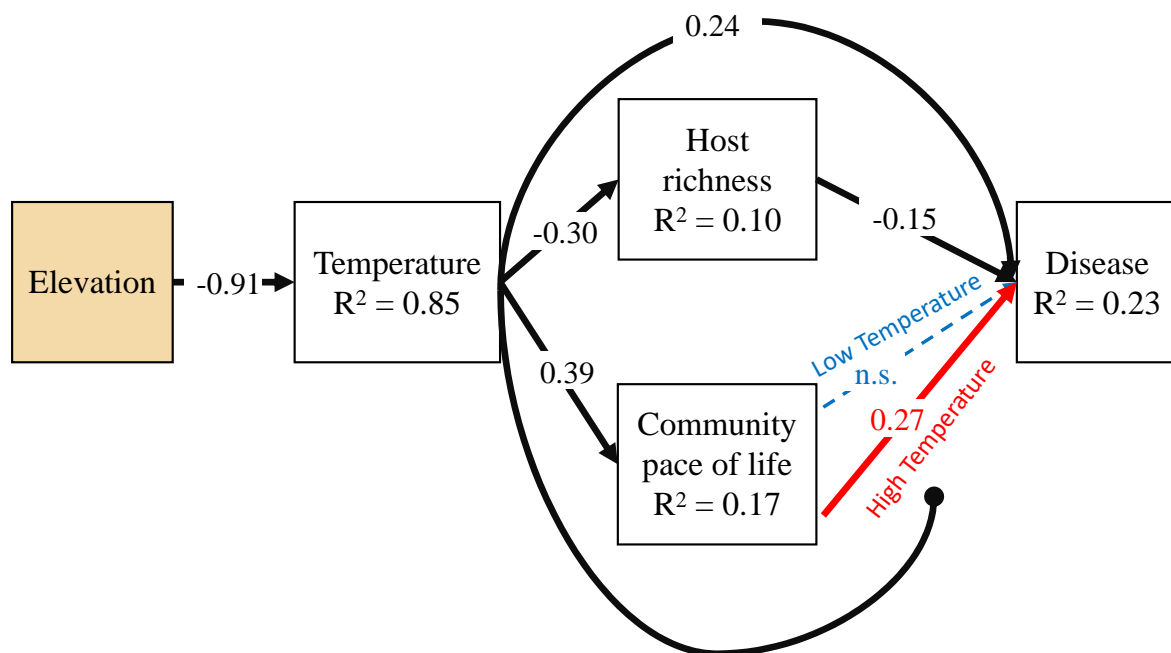 0.24
Host
richness
R² = 0.10
-0.30
-0.15
Elevation
-0.91
Temperature
R² = 0.85
Disease
R² = 0.23
Low Temperature
n.s.
0.39
0.27
High Temperature
Community
pace of life
R² = 0.17